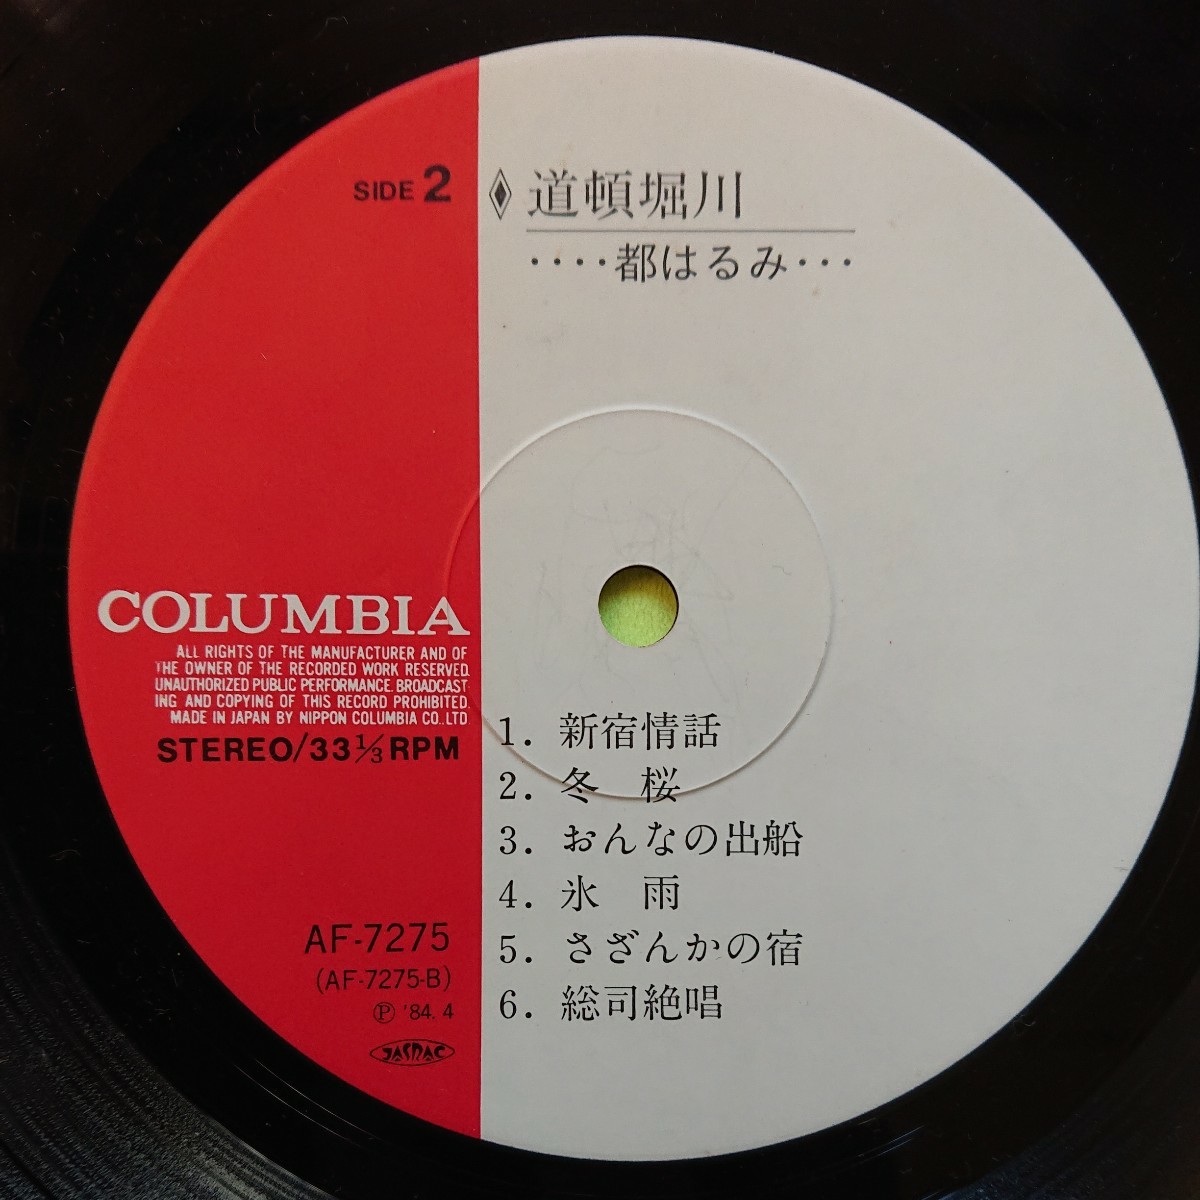 SIDE 2
道頓堀川
････都はるみ･･･
COLUMBIA
ALL RIGHTS OF THE MANUFACTURER AND OF
THE OWNER OF THE RECORDED WORK RESERVED.
UNAUTHORIZED PUBLIC PERFORMANCE. BROADCAST
ING AND COPYING OF THIS RECORD PROHIBITED.
MADE IN JAPAN BY NIPPON COLUMBIA CO.,LTD
STEREO/33 1/3 RPM
1. 新宿情話
2. 冬 桜
3. おんなの出船
4. 氷 雨
5. さざんかの宿
6. 総司絶唱
AF-7275
(AF-7275-B)
Ⓟ '84. 4
JASRAC